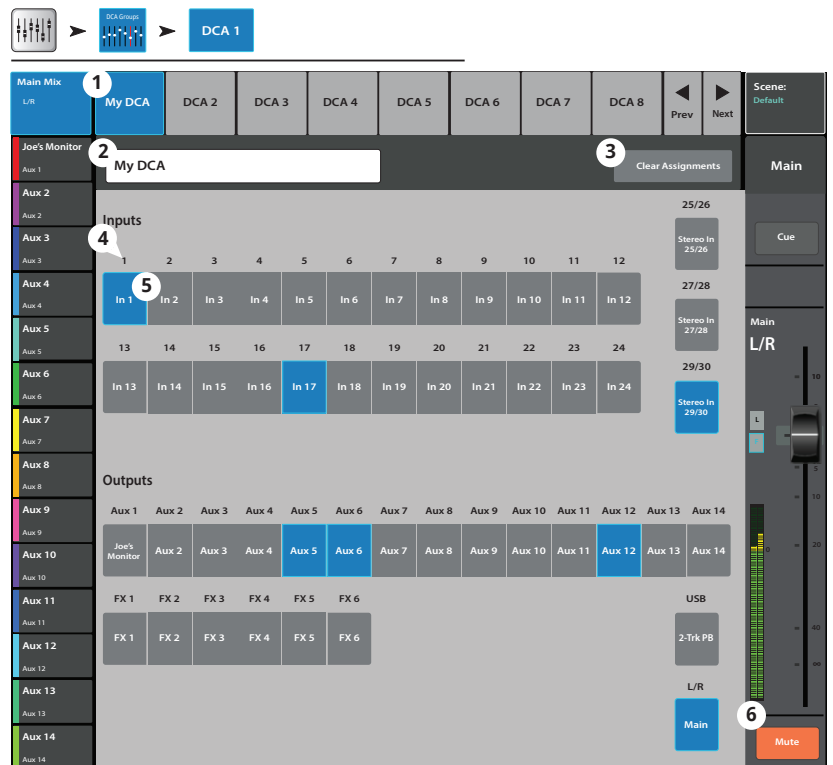 DCA Groups
DCA 1
Main Mix
L/R
1
My DCA
DCA 2
DCA 3
DCA 4
DCA 5
DCA 6
DCA 7
DCA 8
Prev
Next
Scene:
Default
Joe's Monitor
Aux 1
Aux 2
Aux 2
Aux 3
Aux 3
Aux 4
Aux 4
Aux 5
Aux 5
Aux 6
Aux 6
Aux 7
Aux 7
Aux 8
Aux 8
Aux 9
Aux 9
Aux 10
Aux 10
Aux 11
Aux 11
Aux 12
Aux 12
Aux 13
Aux 13
Aux 14
Aux 14
2
My DCA
3
Clear Assignments
Inputs
4
1 2 3 4 5 6 7 8 9 10 11 12
5
In 1 In 2 In 3 In 4 In 5 In 6 In 7 In 8 In 9 In 10 In 11 In 12
13 14 15 16 17 18 19 20 21 22 23 24
In 13 In 14 In 15 In 16 In 17 In 18 In 19 In 20 In 21 In 22 In 23 In 24
25/26
Stereo In
25/26
27/28
Stereo In
27/28
29/30
Stereo In
29/30
Outputs
Aux 1 Aux 2 Aux 3 Aux 4 Aux 5 Aux 6 Aux 7 Aux 8 Aux 9 Aux 10 Aux 11 Aux 12 Aux 13 Aux 14
Joe's
Monitor
Aux 2 Aux 3 Aux 4 Aux 5 Aux 6 Aux 7 Aux 8 Aux 9 Aux 10 Aux 11 Aux 12 Aux 13 Aux 14
FX 1 FX 2 FX 3 FX 4 FX 5 FX 6
FX 1 FX 2 FX 3 FX 4 FX 5 FX 6
USB
2-Trk PB
L/R
Main
Main
Cue
Main
L/R
10
L
5
10
20
40
∞
6
Mute